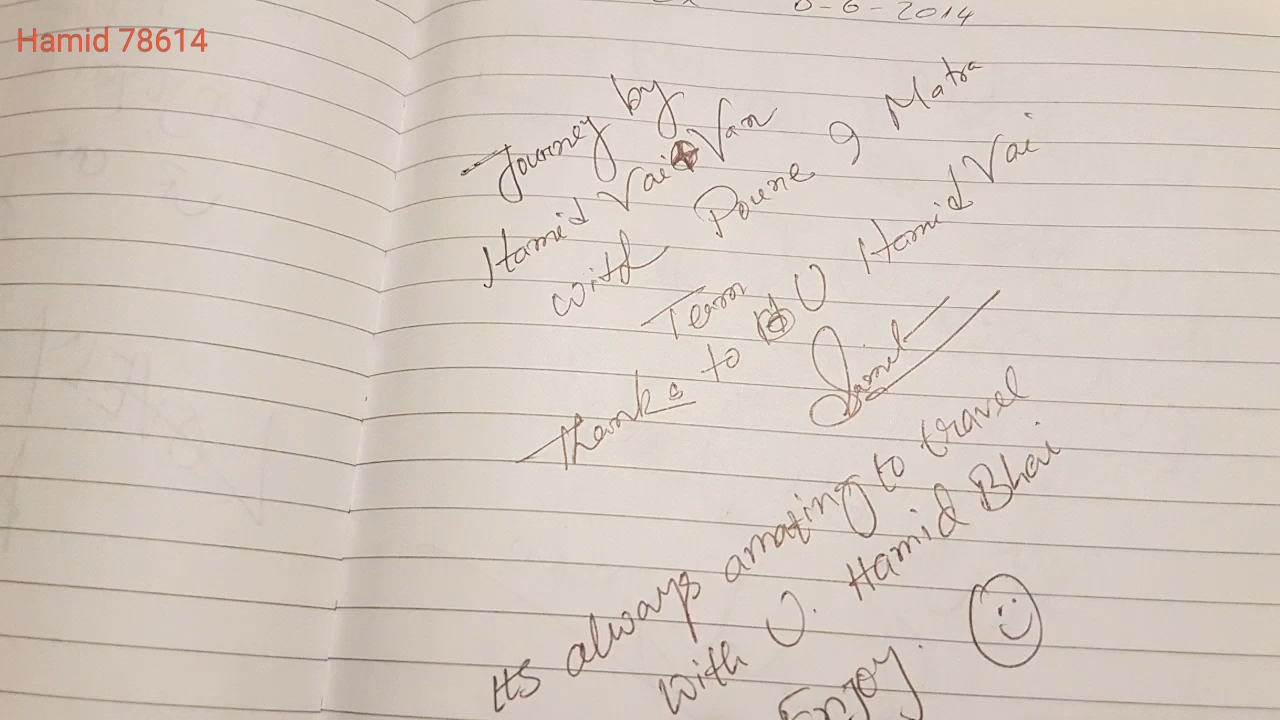 Hamid 78614
6-2014
Journey by
Hamid Vai Van
with Poune 9 Matra
Team
Thanks to U Hamid Vai
Its always amazing to travel
with U. Hamid Bhai
Enjoy.